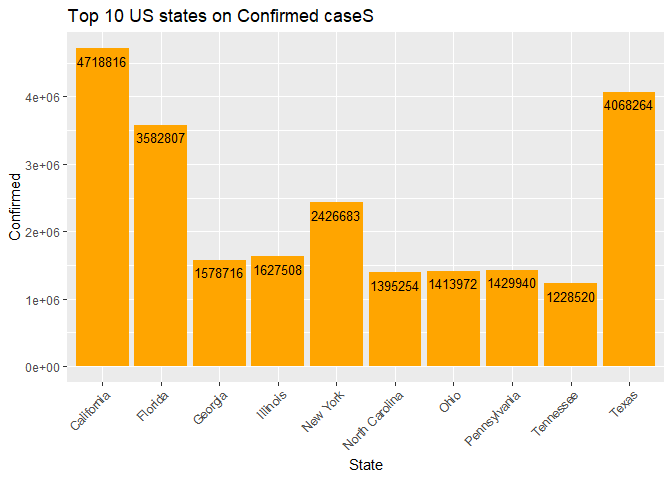 Top 10 US states on Confirmed caseS
4718816
3582807
1578716
1627508
2426683
1395254
1413972
1429940
1228520
4068264
4e+06
3e+06
2e+06
1e+06
0e+00
Confirmed
California
Florida
Georgia
Illinois
New York
North Carolina
Ohio
Pennsylvania
Tennessee
Texas
State